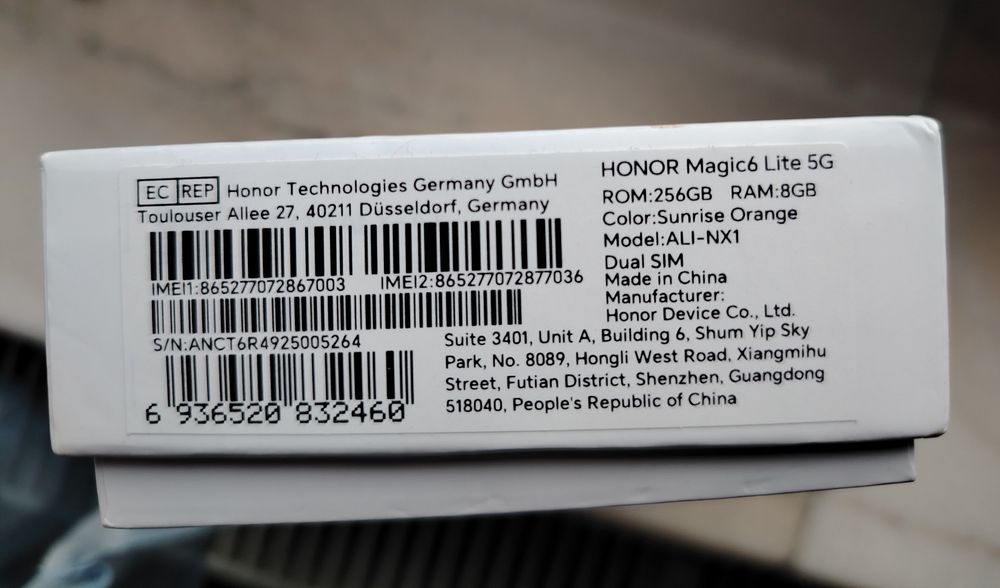 EC REP Honor Technologies Germany GmbH
Toulouser Allee 27, 40211 Düsseldorf, Germany
IMEI1:865277072867003 IMEI2:865277072877036
S/N:ANCT6R4925005264
6 936520 832460
HONOR Magic6 Lite 5G
ROM:256GB RAM:8GB
Color:Sunrise Orange
Model:ALI-NX1
Dual SIM
Made in China
Manufacturer:
Honor Device Co., Ltd.
Suite 3401, Unit A, Building 6, Shum Yip Sky
Park, No. 8089, Hongli West Road, Xiangmihu
Street, Futian District, Shenzhen, Guangdong
518040, People's Republic of China